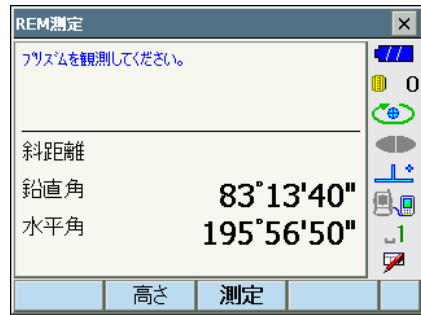 REM測定
ﾌﾟﾘｽﾞﾑを観測してください。
0
斜距離
鉛直角 83ﾟ13'40"
水平角 195ﾟ56'50"
1
高さ 測定